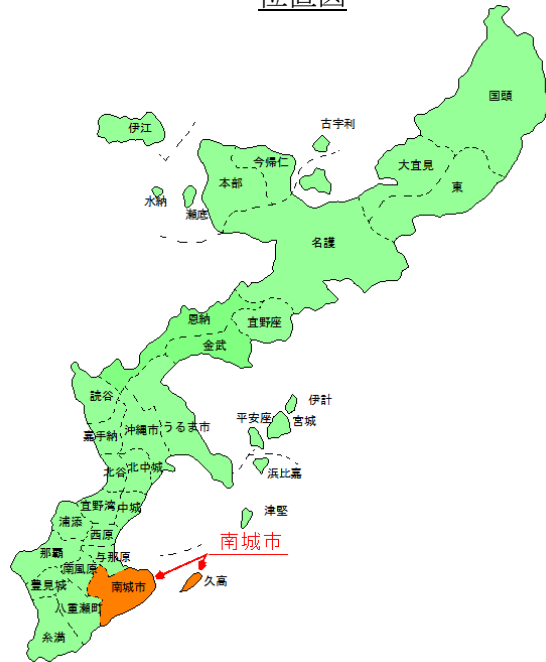 位置図
国頭
伊江
古宇利
今帰仁
大宜見
本部
東
水納
瀬底
名護
恩納
宜野座
金武
読谷
伊計
平安座
宮城
嘉手納
沖縄市
うるま市
北谷
北中城
浜比嘉
宜野湾
中城
津堅
浦添
西原
南城市
那覇
与那原
南風原
久高
豊見城
南城市
八重瀬町
糸満